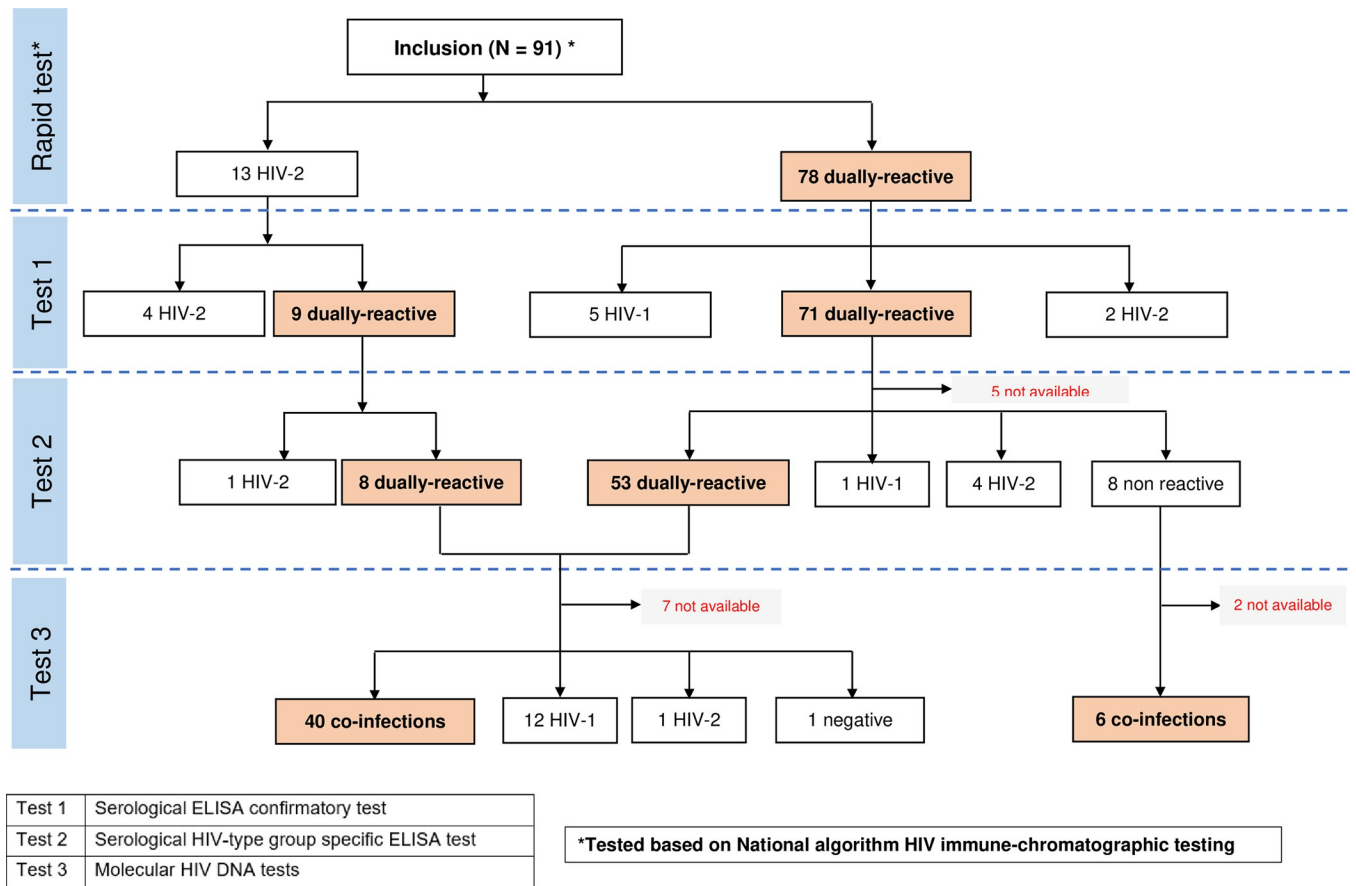 Rapid test*
Inclusion (N = 91) *
13 HIV-2
78 dually-reactive
Test 1
4 HIV-2
9 dually-reactive
5 HIV-1
71 dually-reactive
2 HIV-2
Test 2
5 not available
1 HIV-2
8 dually-reactive
53 dually-reactive
1 HIV-1
4 HIV-2
8 non reactive
Test 3
7 not available
2 not available
40 co-infections
12 HIV-1
1 HIV-2
1 negative
6 co-infections
Test 1 Serological ELISA confirmatory test
Test 2 Serological HIV-type group specific ELISA test
Test 3 Molecular HIV DNA tests
*Tested based on National algorithm HIV immune-chromatographic testing